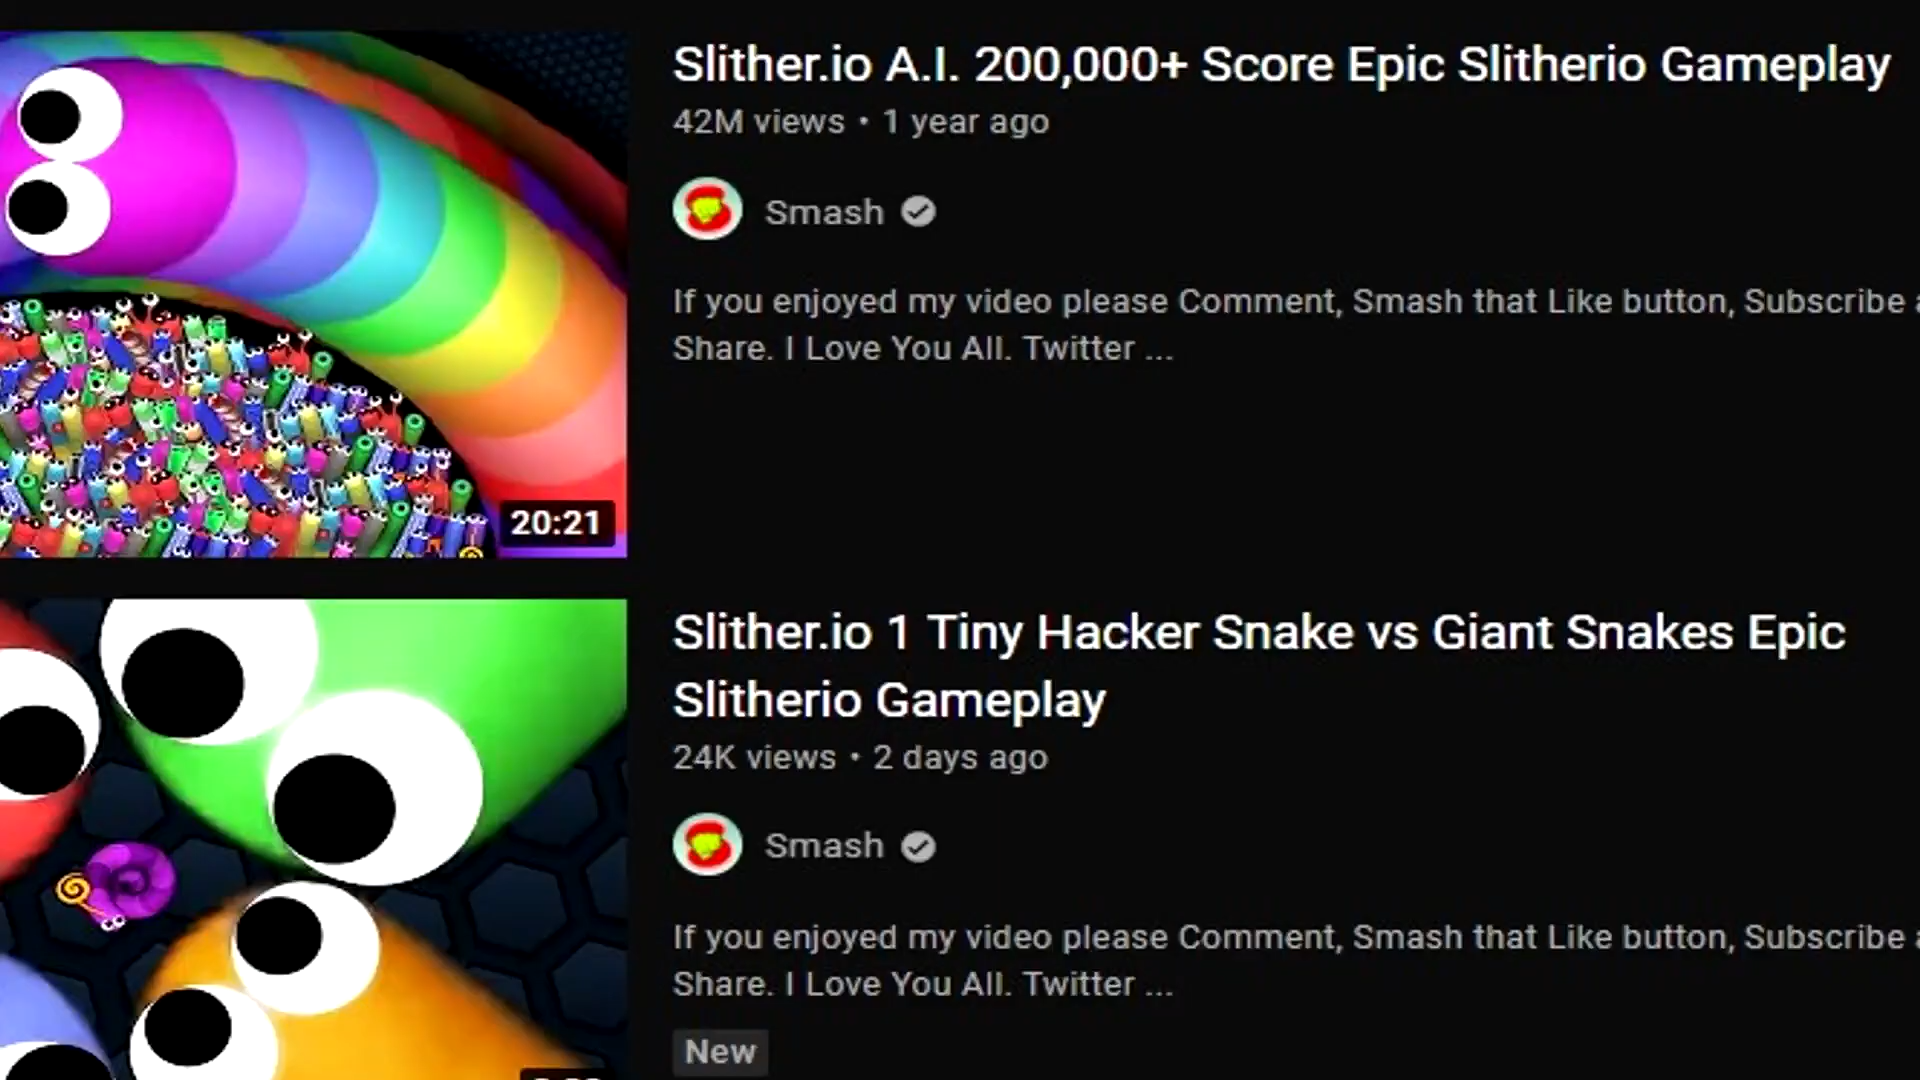 Slither.io A.I. 200,000+ Score Epic Slitherio Gameplay
42M views • 1 year ago
Smash
If you enjoyed my video please Comment, Smash that Like button, Subscribe
Share. I Love You All. Twitter ...
20:21
Slither.io 1 Tiny Hacker Snake vs Giant Snakes Epic
Slitherio Gameplay
24K views • 2 days ago
Smash
If you enjoyed my video please Comment, Smash that Like button, Subscribe
Share. I Love You All. Twitter ...
New